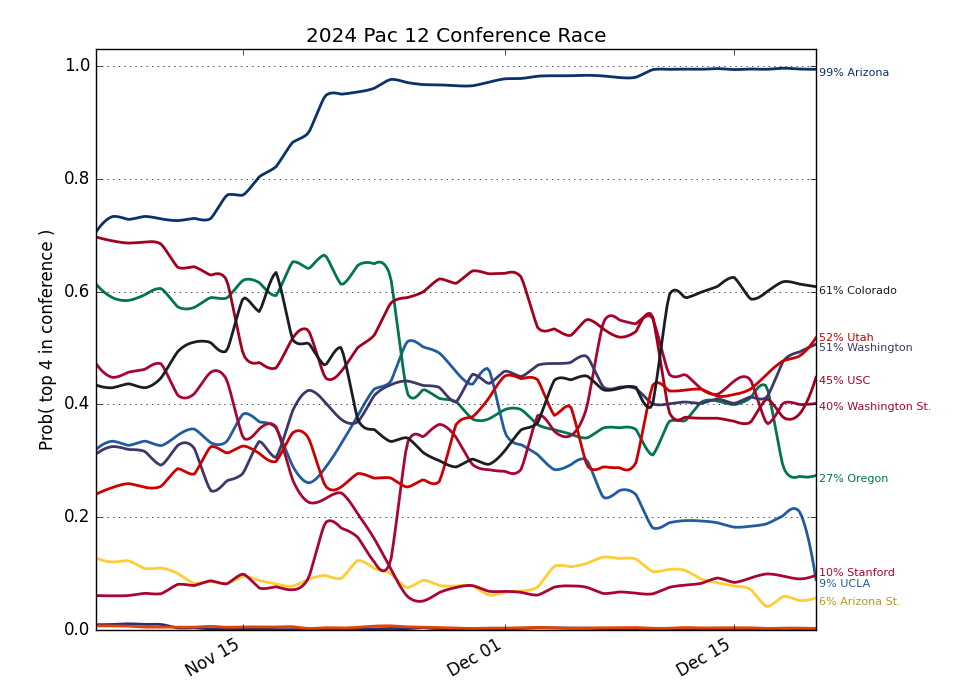 2024 Pac 12 Conference Race
Prob( top 4 in conference )
1.0
0.8
0.6
0.4
0.2
0.0
Nov 15
Dec 01
Dec 15
99% Arizona
61% Colorado
52% Utah
51% Washington
45% USC
40% Washington St.
27% Oregon
10% Stanford
9% UCLA
6% Arizona St.